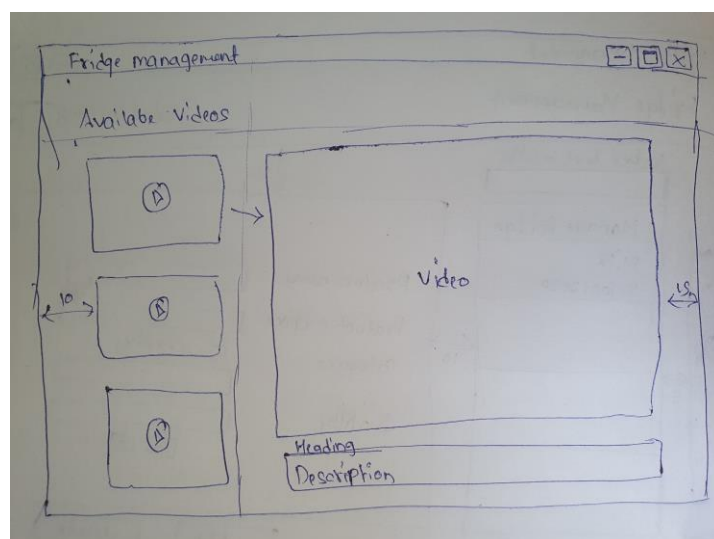 Fridge management
Availabe Videos
Video
10
15
Heading
Description